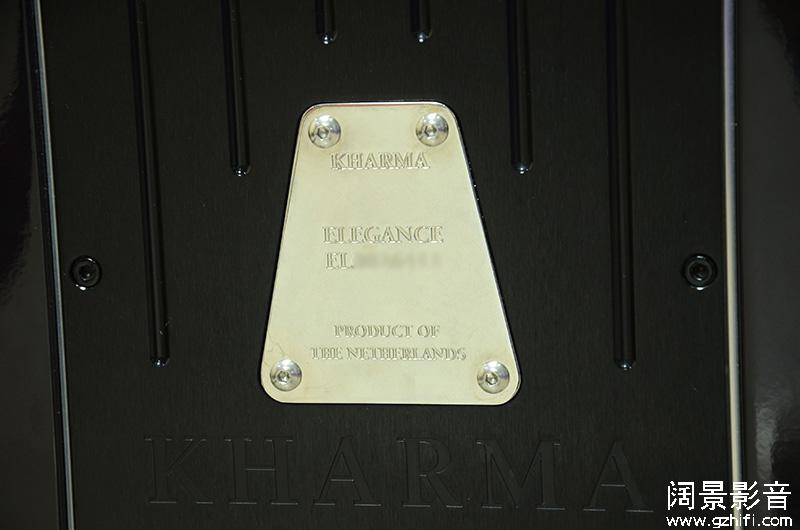 KHARMA
ELEGANCE
EL
PRODUCT OF
THE NETHERLANDS
KHARMA
阔景影音
www.gzhifi.com